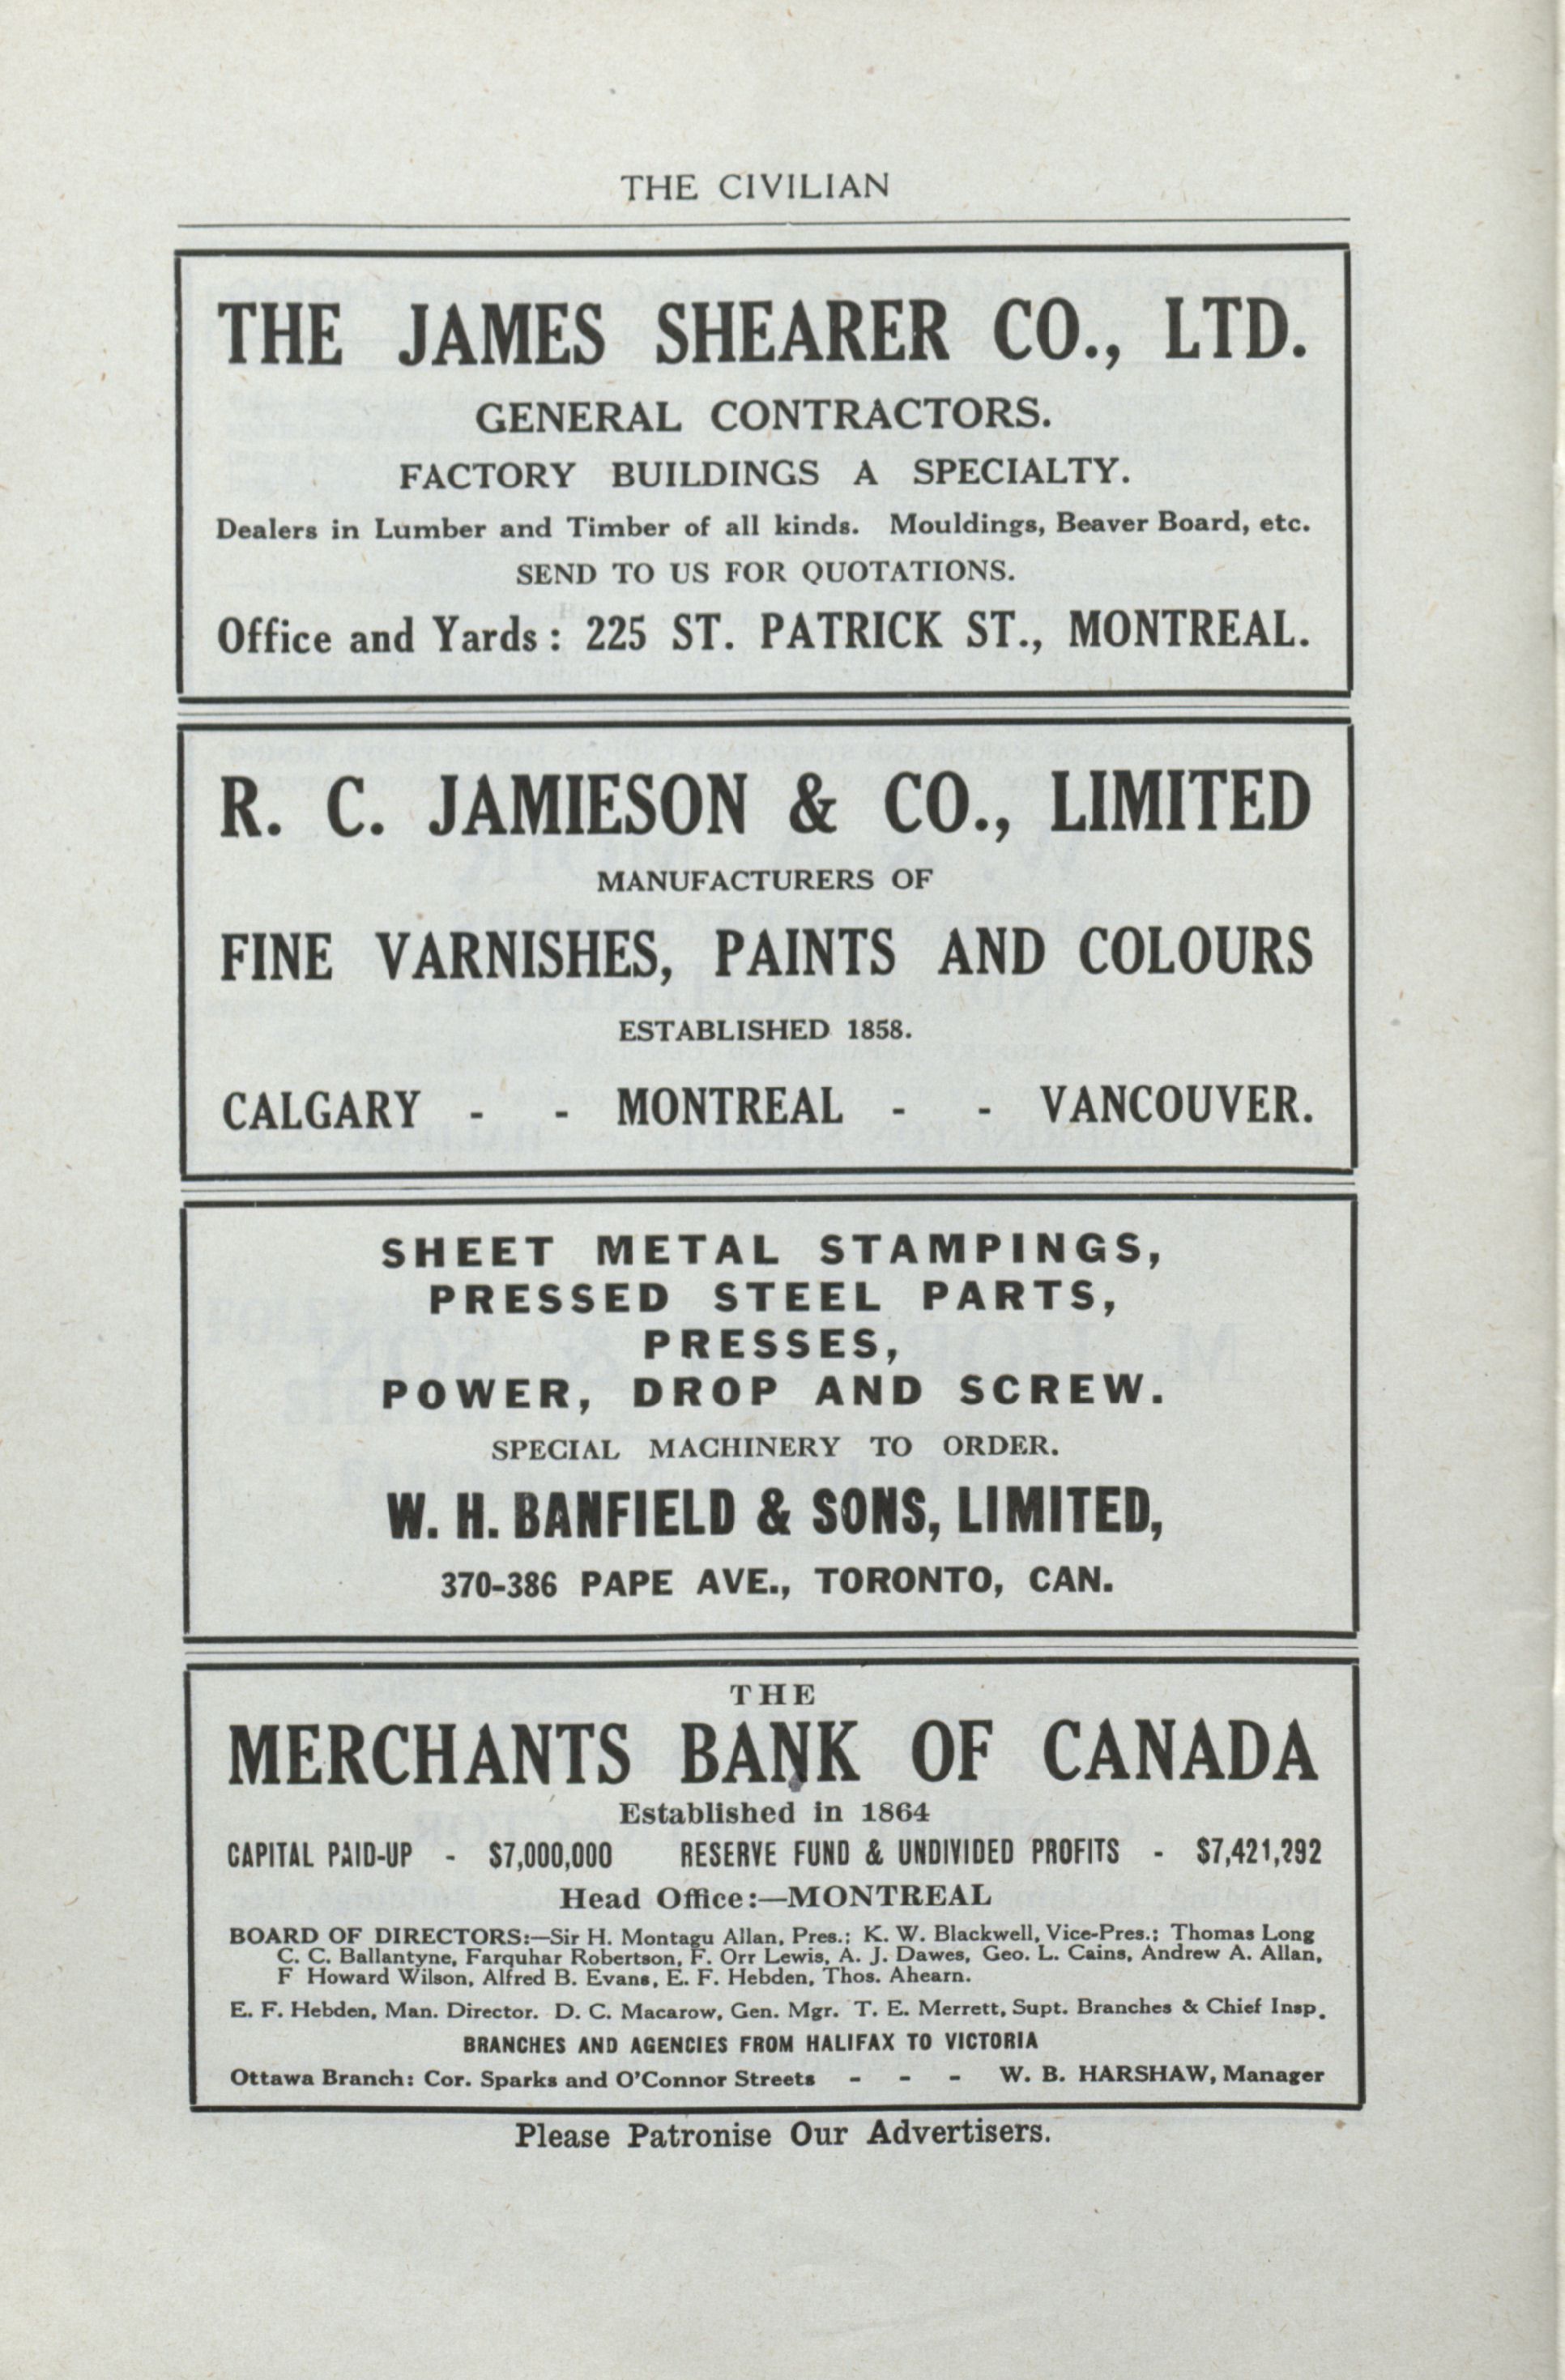 THE CIVILIAN
THE JAMES SHEARER CO., LTD.
GENERAL CONTRACTORS.
FACTORY BUILDINGS A SPECIALTY.
Dealers in Lumber and Timber of all kinds. Mouldings, Beaver Board, etc.
SEND TO US FOR QUOTATIONS.
Office and Yards: 225 ST. PATRICK ST., MONTREAL.
R. C. JAMIESON & CO., LIMITED
MANUFACTURERS OF
FINE VARNISHES, PAINTS AND COLOURS
ESTABLISHED 1858.
CALGARY - - MONTREAL - - VANCOUVER.
SHEET METAL STAMPINGS,
PRESSED STEEL PARTS,
PRESSES,
POWER, DROP AND SCREW.
SPECIAL MACHINERY TO ORDER.
W. H. BANFIELD & SONS, LIMITED,
370-386 PAPE AVE., TORONTO, CAN.
THE
MERCHANTS BANK OF CANADA
Established in 1864
CAPITAL PAID-UP - $7,000,000 RESERVE FUND & UNDIVIDED PROFITS - $7,421,292
Head Office:—MONTREAL
BOARD OF DIRECTORS:—Sir H. Montagu Allan, Pres.; K. W. Blackwell, Vice-Pres.; Thomas Long
C. C. Ballantyne, Farquhar Robertson, F. Orr Lewis, A. J. Dawes, Geo. L. Cains, Andrew A. Allan,
F Howard Wilson, Alfred B. Evans, E. F. Hebden, Thos. Ahearn.
E. F. Hebden, Man. Director. D. C. Macarow, Gen. Mgr. T. E. Merrett, Supt. Branches & Chief Insp.
BRANCHES AND AGENCIES FROM HALIFAX TO VICTORIA
Ottawa Branch: Cor. Sparks and O'Connor Streets - - - W. B. HARSHAW, Manager
Please Patronise Our Advertisers.